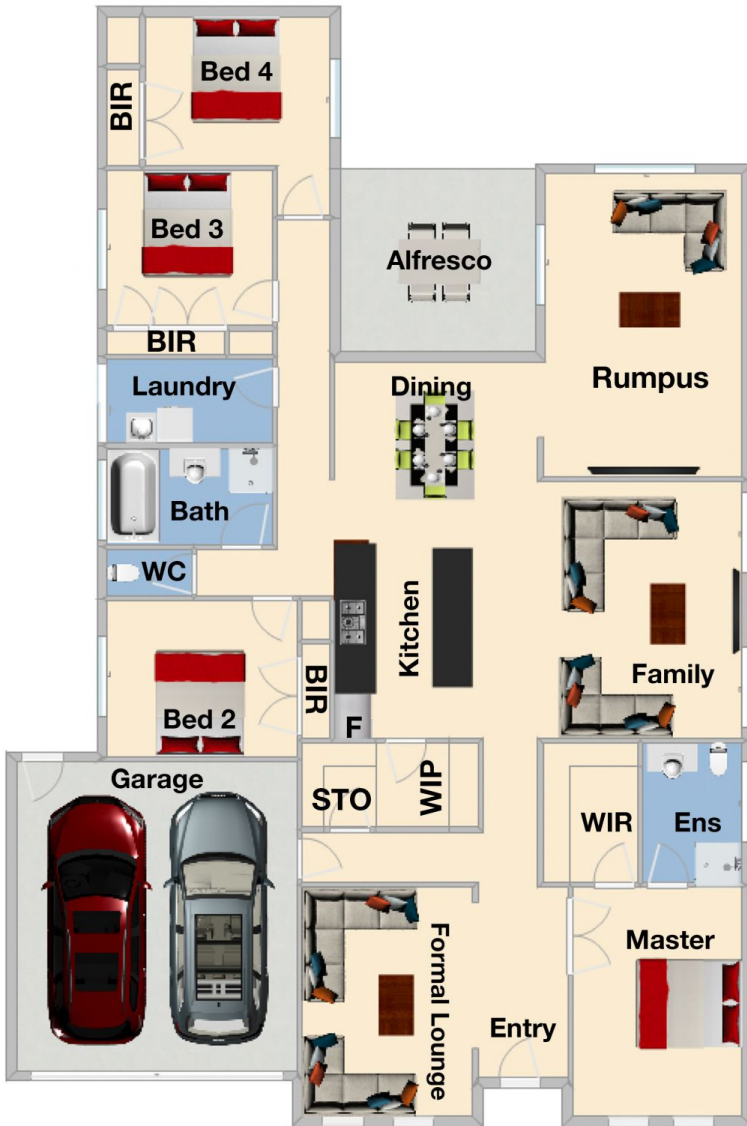 Bed 4
BIR
Bed 3
Alfresco
BIR
Laundry
Dining
Rumpus
Bath
WC
Kitchen
Family
BIR
Bed 2
F
Garage
STO
WIP
WIR
Ens
Formal Lounge
Master
Entry